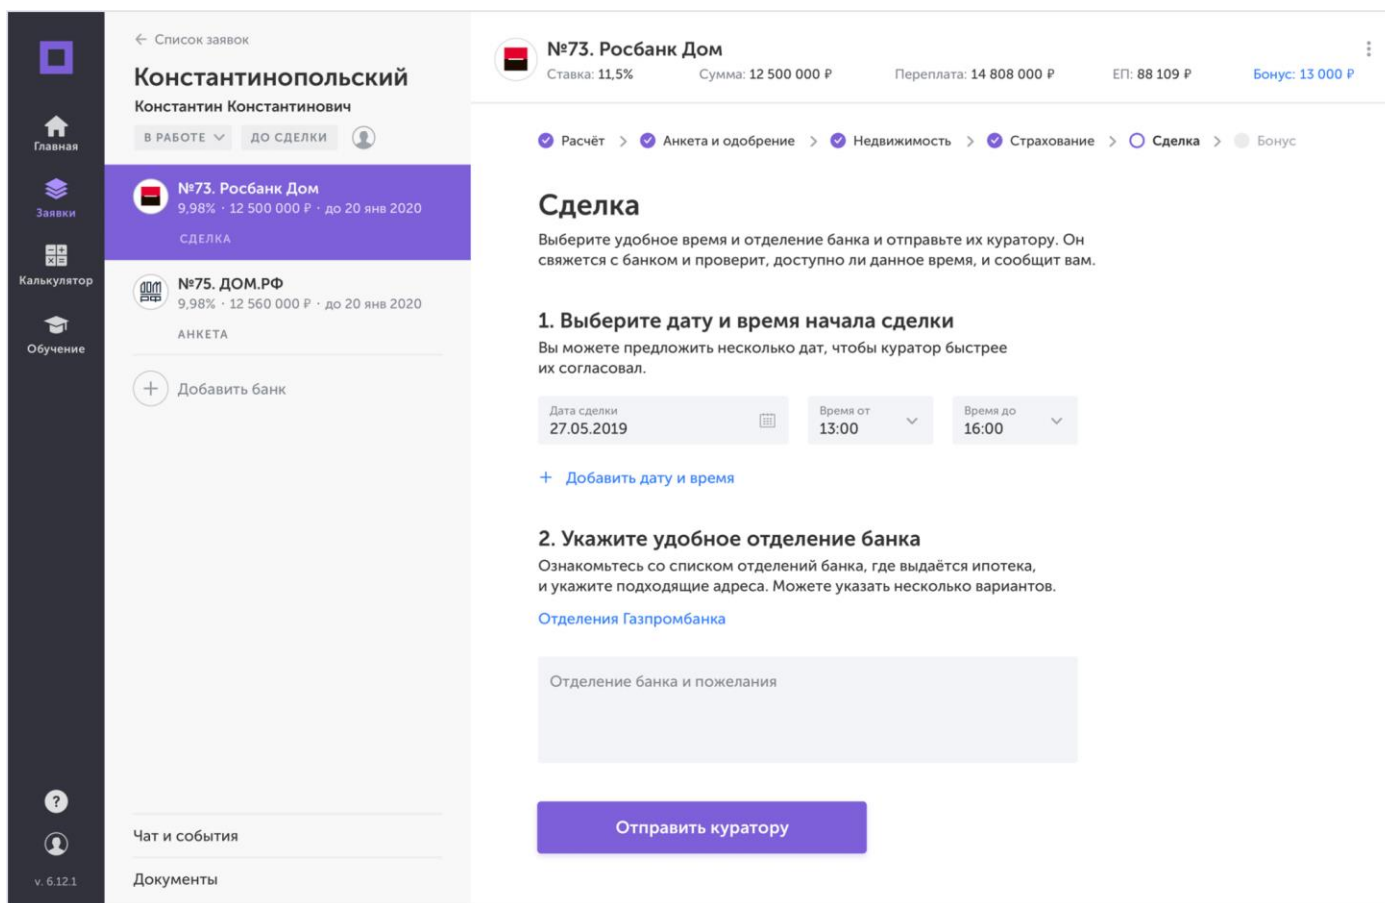 Главная
Заявки
Калькулятор
Обучение
v. 6.12.1
← Список заявок
Константинопольский
Константин Константинович
В РАБОТЕ
ДО СДЕЛКИ
№73. Росбанк Дом
9,98% · 12 500 000 ₽ · до 20 янв 2020
СДЕЛКА
ДОМ
РФ
№75. ДОМ.РФ
9,98% · 12 560 000 ₽ · до 20 янв 2020
АНКЕТА
+ Добавить банк
Чат и события
Документы
№73. Росбанк Дом
Ставка: 11,5% Сумма: 12 500 000 ₽ Переплата: 14 808 000 ₽ ЕП: 88 109 ₽ Бонус: 13 000 ₽
Расчёт > Анкета и одобрение > Недвижимость > Страхование > Сделка > Бонус
Сделка
Выберите удобное время и отделение банка и отправьте их куратору. Он
свяжется с банком и проверит, доступно ли данное время, и сообщит вам.
1. Выберите дату и время начала сделки
Вы можете предложить несколько дат, чтобы куратор быстрее
их согласовал.
Дата сделки Время от Время до
27.05.2019 13:00 16:00
+ Добавить дату и время
2. Укажите удобное отделение банка
Ознакомьтесь со списком отделений банка, где выдаётся ипотека,
и укажите подходящие адреса. Можете указать несколько вариантов.
Отделения Газпромбанка
Отделение банка и пожелания
Отправить куратору